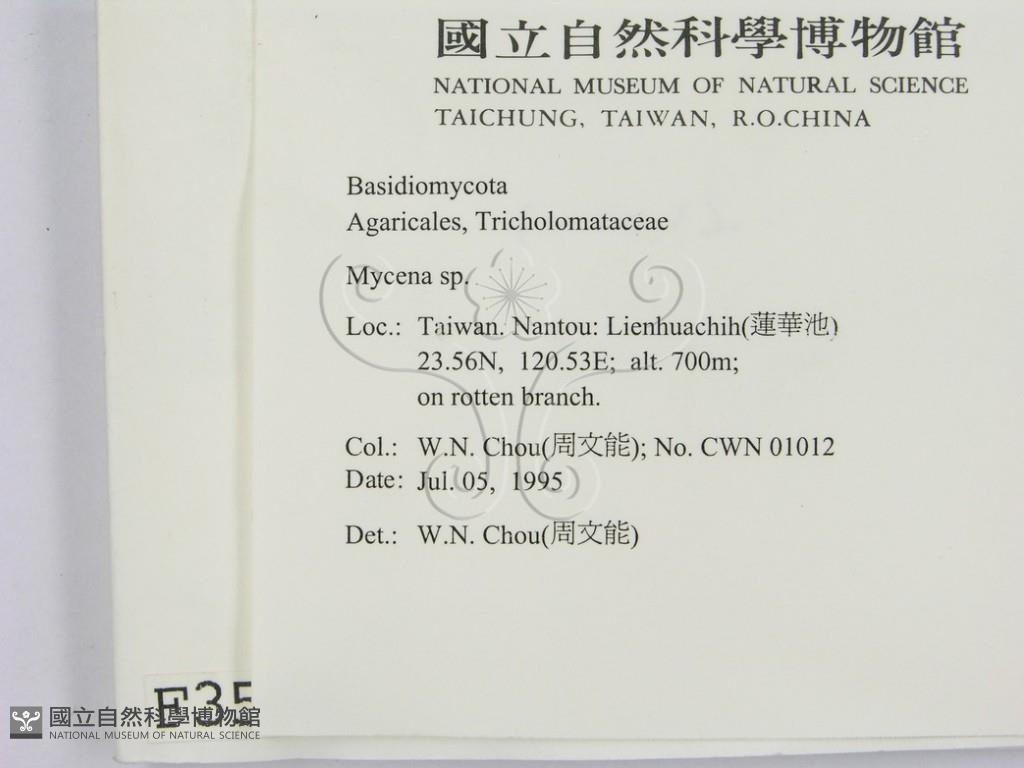 國立自然科學博物館
NATIONAL MUSEUM OF NATURAL SCIENCE
TAICHUNG, TAIWAN, R.O.CHINA
Basidiomycota
Agaricales, Tricholomataceae
Mycena sp.
Loc.: Taiwan. Nantou: Lienhuachih(蓮華池)
23.56N, 120.53E; alt. 700m;
on rotten branch.
Col.: W.N. Chou(周文能); No. CWN 01012
Date: Jul. 05, 1995
Det.: W.N. Chou(周文能)
F35
國立自然科學博物館
NATIONAL MUSEUM OF NATURAL SCIENCE